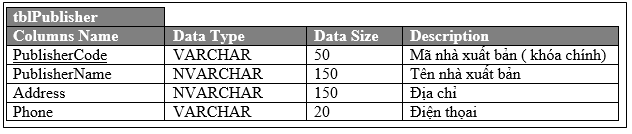 tblPublisher
Columns Name Data Type Data Size Description
PublisherCode VARCHAR 50 Mã nhà xuất bản ( khóa chính)
PublisherName NVARCHAR 150 Tên nhà xuất bản
Address NVARCHAR 150 Địa chỉ
Phone VARCHAR 20 Điện thọai